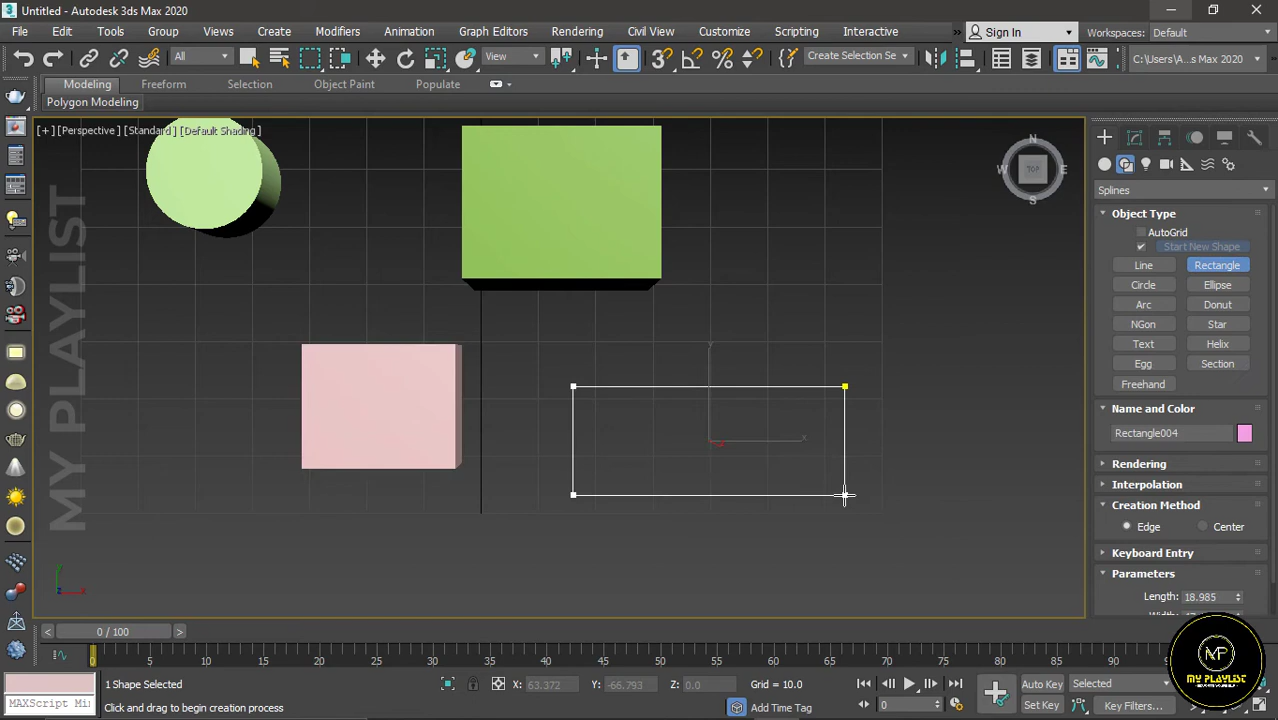 Untitled - Autodesk 3ds Max 2020
File Edit Tools Group Views Create Modifiers Animation Graph Editors Rendering Civil View Customize Scripting Interactive » Sign In Workspaces: Default
All View Create Selection Se C:\Users\A...s Max 2020
Modeling Freeform Selection Object Paint Populate
Polygon Modeling
[+] [Perspective] [Standard] [Default Shading]
N
W TOP E
S
MY PLAYLIST
y
x
y
x
Splines
Object Type
AutoGrid
Start New Shape
Line Rectangle
Circle Ellipse
Arc Donut
NGon Star
Text Helix
Egg Section
Freehand
Name and Color
Rectangle004
Rendering
Interpolation
Creation Method
Edge Center
Keyboard Entry
Parameters
Length: 18.985
< 0 / 100 >
0 5 10 15 20 25 30 35 40 45 50 55 60 65 70 75 80 85 90
1 Shape Selected X: 63.372 Y: -66.793 Z: 0.0 Grid = 10.0 Auto Key Selected
MAXScript Mi Click and drag to begin creation process Add Time Tag 0 Set Key Key Filters...
MP
MY PLAYLIST